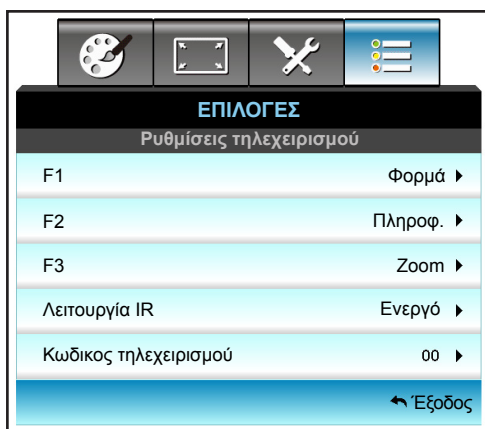 ΕΠΙΛΟΓΕΣ
Ρυθμίσεις τηλεχειρισμού
F1 Φορμά
F2 Πληροφ.
F3 Zoom
Λειτουργία IR Ενεργό
Κωδικος τηλεχειρισμού 00
Έξοδος